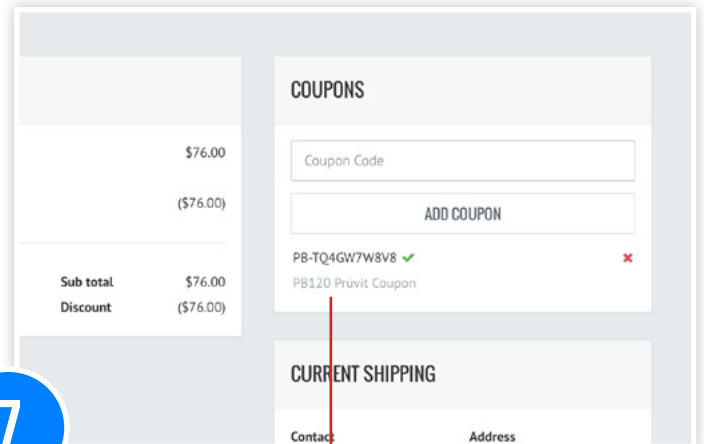 COUPONS
Coupon Code
ADD COUPON
PB-TQ4GW7W8V8
PB120 Prüvit Coupon
$76.00
($76.00)
Sub total $76.00
Discount ($76.00)
CURRENT SHIPPING
Contact Address
7